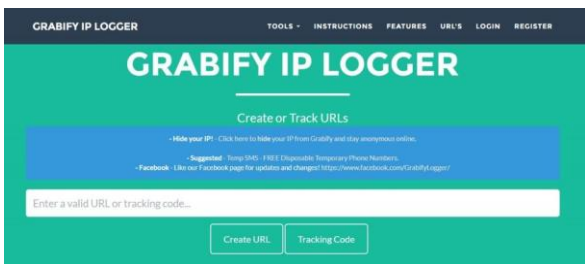 GRABIFY IP LOGGER
TOOLS INSTRUCTIONS FEATURES URL'S LOGIN REGISTER
GRABIFY IP LOGGER
Create or Track URLs
- Hide your IP! - Click here to hide your IP from Grabify and stay anonymous online.
- Suggested - Temp SMS - FREE Disposable Temporary Phone Numbers.
- Facebook - Like our Facebook page for updates and changes! https://www.facebook.com/GrabifyLogger/
Enter a valid URL or tracking code...
Create URL Tracking Code